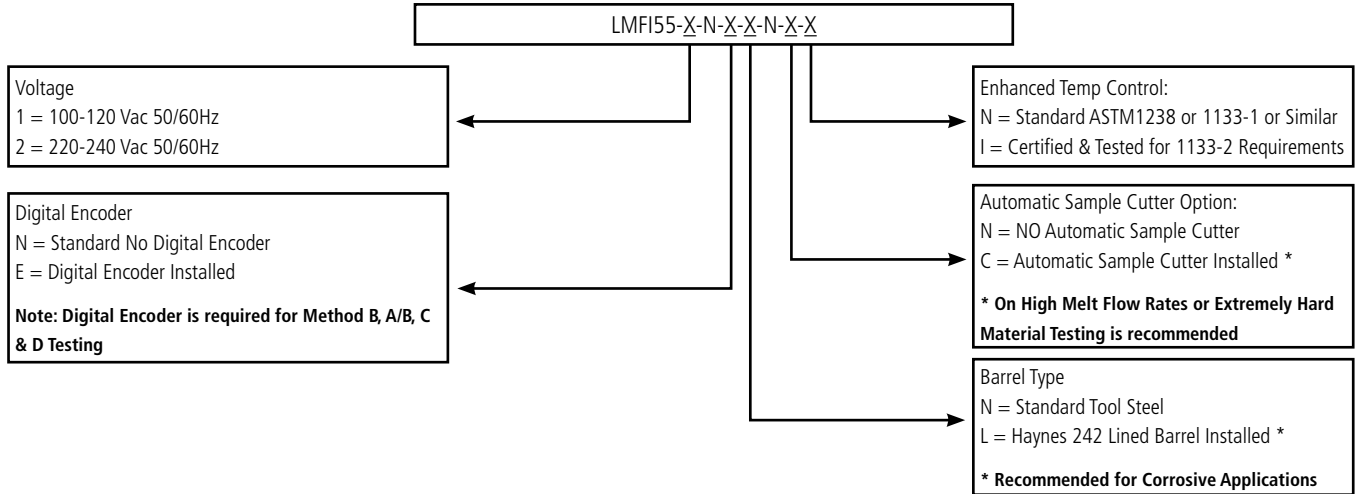 LMFI55-X-N-X-X-N-X-X
Voltage
1 = 100-120 Vac 50/60Hz
2 = 220-240 Vac 50/60Hz
Digital Encoder
N = Standard No Digital Encoder
E = Digital Encoder Installed
Note: Digital Encoder is required for Method B, A/B, C
& D Testing
Enhanced Temp Control:
N = Standard ASTM1238 or 1133-1 or Similar
I = Certified & Tested for 1133-2 Requirements
Automatic Sample Cutter Option:
N = NO Automatic Sample Cutter
C = Automatic Sample Cutter Installed *
* On High Melt Flow Rates or Extremely Hard
Material Testing is recommended
Barrel Type
N = Standard Tool Steel
L = Haynes 242 Lined Barrel Installed *
* Recommended for Corrosive Applications